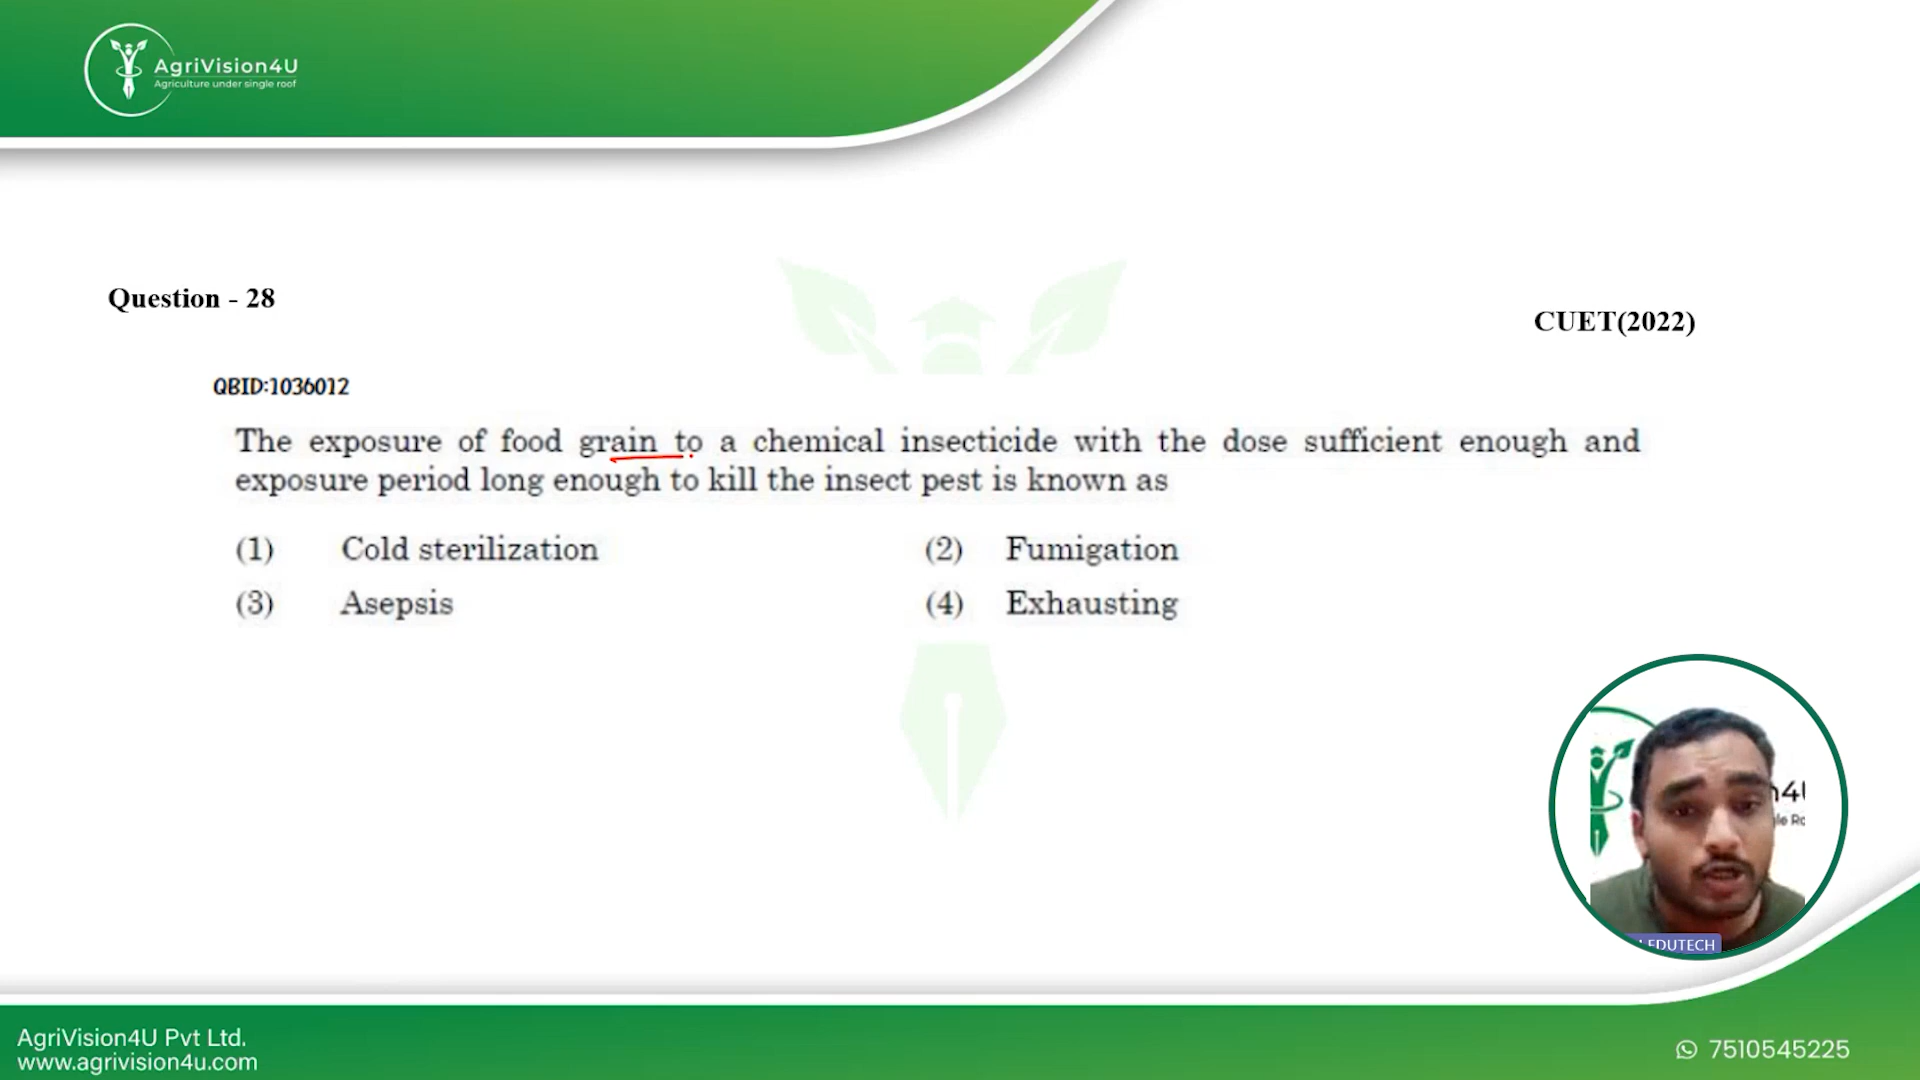 AgriVision4U
Agriculture under single roof
Question - 28
CUET(2022)
QBID:1036012
The exposure of food grain to a chemical insecticide with the dose sufficient enough and
exposure period long enough to kill the insect pest is known as
(1) Cold sterilization (2) Fumigation
(3) Asepsis (4) Exhausting
EDUTECH
AgriVision4U Pvt Ltd.
www.agrivision4u.com
7510545225